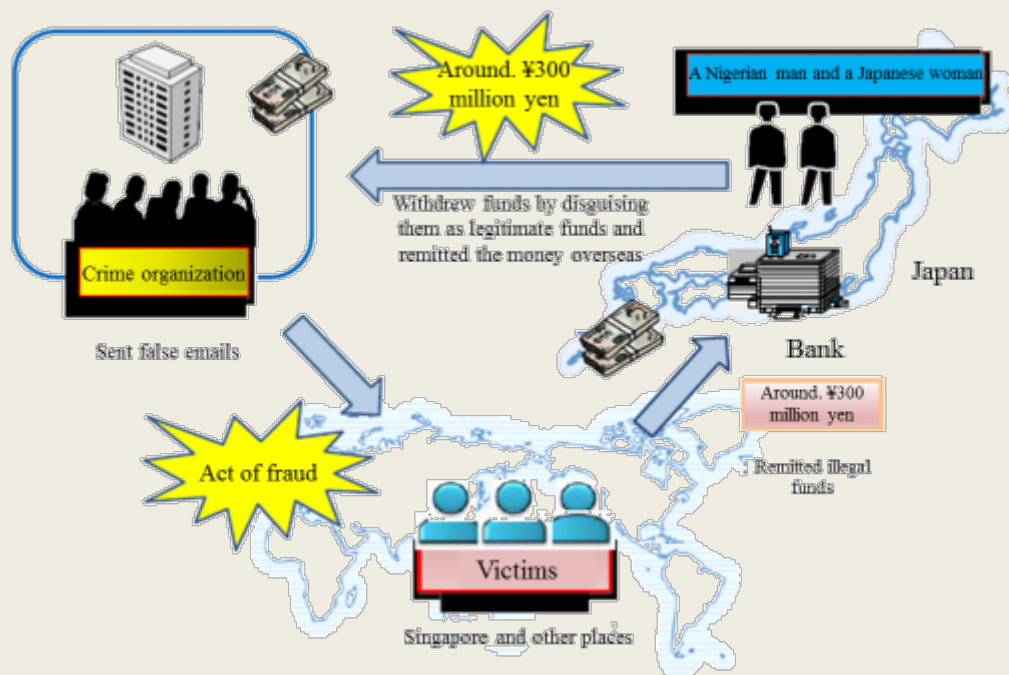 Around. ¥300
million yen
A Nigerian man and a Japanese woman
Withdrew funds by disguising
them as legitimate funds and
remitted the money overseas
Crime organization
Japan
Sent false emails
Bank
Around. ¥300
million yen
Act of fraud
: Remitted illegal
funds
Victims
Singapore and other places